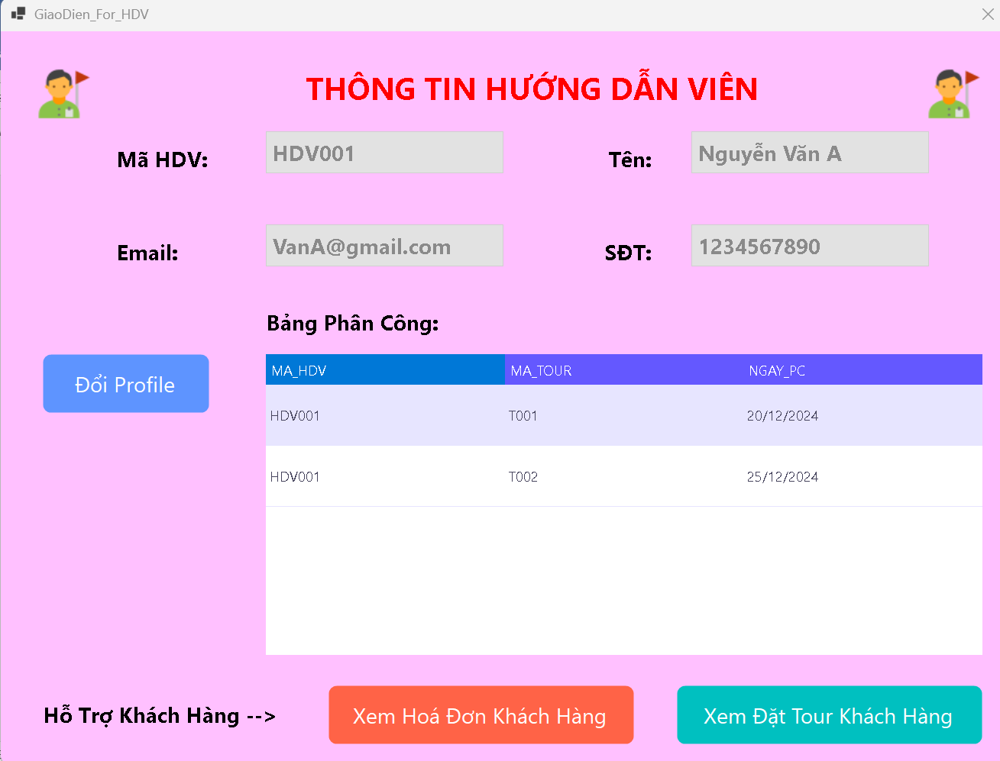 GiaoDien_For_HDV
THÔNG TIN HƯỚNG DẪN VIÊN
Mã HDV: HDV001 Tên: Nguyễn Văn A
Email: VanA@gmail.com SĐT: 1234567890
Bảng Phân Công:
Đổi Profile
MA_HDV MA_TOUR NGAY_PC
HDV001 T001 20/12/2024
HDV001 T002 25/12/2024
Hỗ Trợ Khách Hàng --> Xem Hoá Đơn Khách Hàng Xem Đặt Tour Khách Hàng